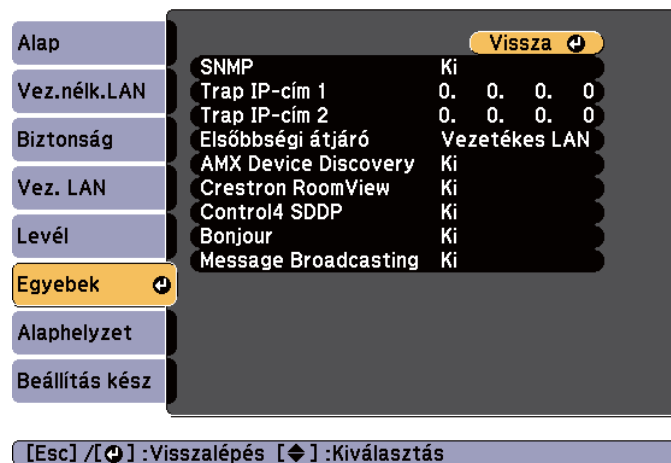 Alap
Vez.nélk.LAN
Biztonság
Vez. LAN
Levél
Egyebek
Alaphelyzet
Beállítás kész
Vissza
SNMP Ki
Trap IP-cím 1 0. 0. 0. 0
Trap IP-cím 2 0. 0. 0. 0
Elsőbbségi átjáró Vezetékes LAN
AMX Device Discovery Ki
Crestron RoomView Ki
Control4 SDDP Ki
Bonjour Ki
Message Broadcasting Ki
[Esc] /[⏎] :Visszalépés [◆] :Kiválasztás